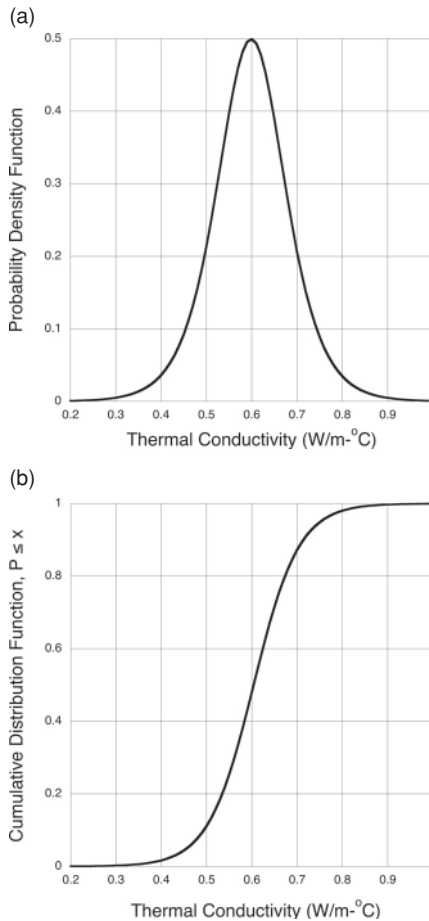 (a)
Probability Density Function
0.5
0.4
0.3
0.2
0.1
0
0.2 0.3 0.4 0.5 0.6 0.7 0.8 0.9
Thermal Conductivity (W/m-°C)
(b)
Cumulative Distribution Function, P ≤ x
1
0.8
0.6
0.4
0.2
0
0.2 0.3 0.4 0.5 0.6 0.7 0.8 0.9
Thermal Conductivity (W/m-°C)